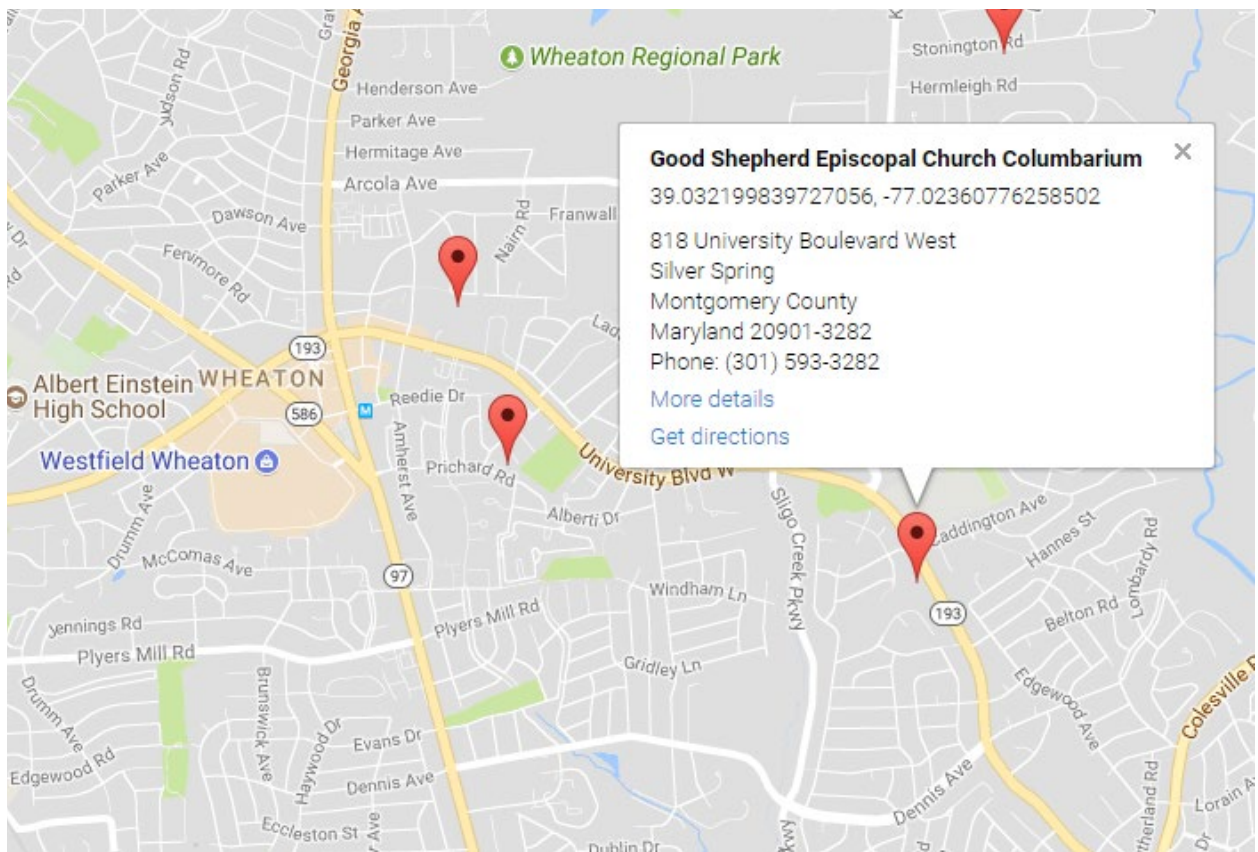 Georgia A
Wheaton Regional Park
Stonington Rd
Hermleigh Rd
Henderson Ave
Parker Ave
Hermitage Ave
Arcola Ave
Parker Ave
Dawson Ave
Nairn Rd
Franwall
Good Shepherd Episcopal Church Columbarium
39.032199839727056, -77.02360776258502
818 University Boulevard West
Silver Spring
Montgomery County
Maryland 20901-3282
Phone: (301) 593-3282
More details
Get directions
193
Albert Einstein
High School
WHEATON
586
M
Reedie Dr
Amherst Ave
Westfield Wheaton
Prichard Rd
University Blvd W
Alberti Dr
Sligo Creek Pkwy
Caddington Ave
Hannes St
Lombardy Rd
Drumm Ave
McComas Ave
97
Windham Ln
193
Belton Rd
Jennings Rd
Plyers Mill Rd
Plyers Mill Rd
Gridley Ln
Edgewood Ave
Drumm Ave
Brunswick Ave
Haywood Dr
Evans Dr
Edgewood Rd
Dennis Ave
Dennis Ave
Eccleston St
Dublin Dr
Lorain A